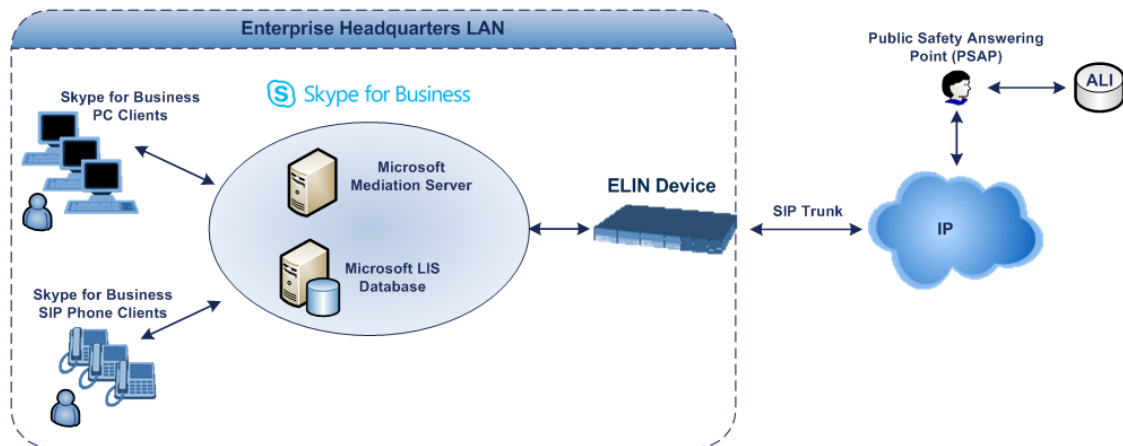 Enterprise Headquarters LAN
Skype for Business
PC Clients
S Skype for Business
Microsoft
Mediation Server
Microsoft LIS
Database
Skype for Business
SIP Phone Clients
ELIN Device
SIP Trunk
Public Safety Answering
Point (PSAP)
ALI
IP